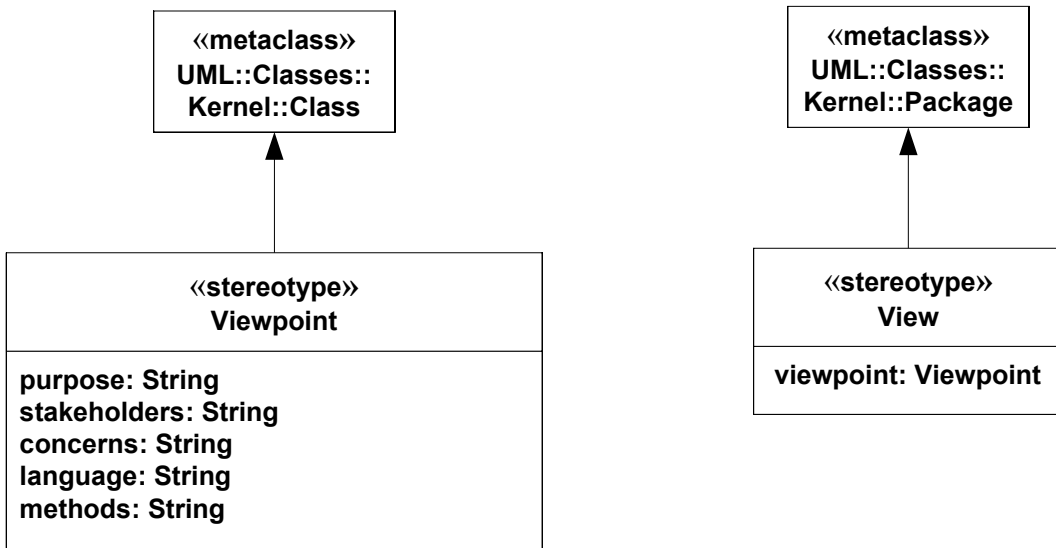 «metaclass»
UML::Classes::
Kernel::Class
«stereotype»
Viewpoint
purpose: String
stakeholders: String
concerns: String
language: String
methods: String
«metaclass»
UML::Classes::
Kernel::Package
«stereotype»
View
viewpoint: Viewpoint